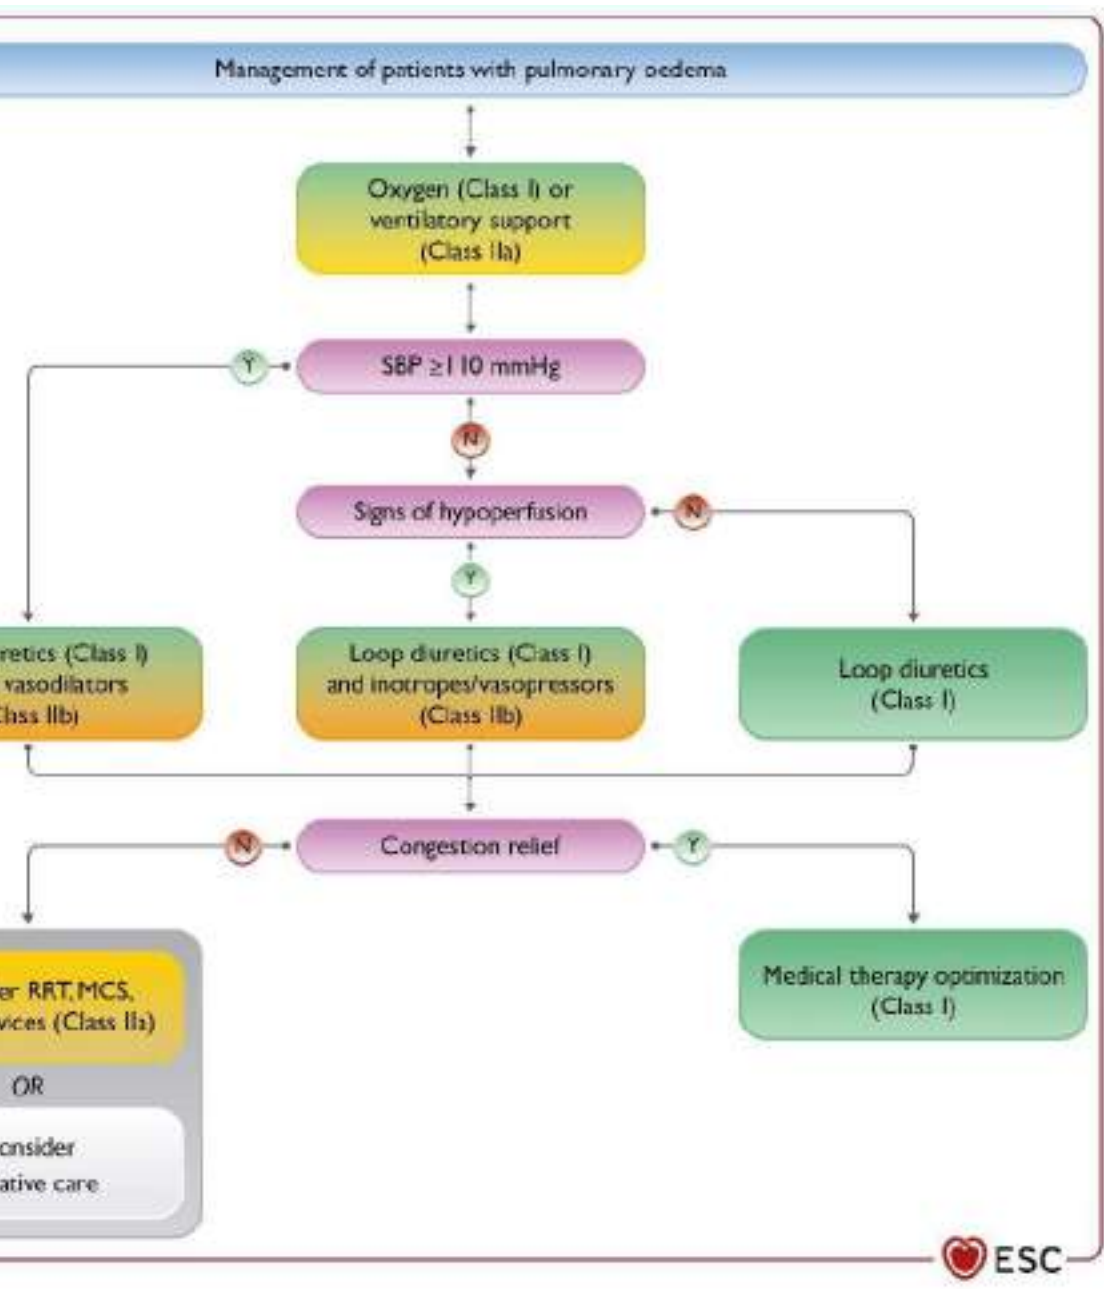 Management of patients with pulmonary oedema
Oxygen (Class I) or
ventilatory support
(Class IIa)
Y
SBP ≥110 mmHg
N
Signs of hypoperfusion
N
Y
retics (Class I)
vasodilators
lass IIb)
Loop diuretics (Class I)
and inotropes/vasopressors
(Class IIb)
Loop diuretics
(Class I)
N
Congestion relief
Y
er RRT, MCS,
vices (Class IIa)
OR
onsider
ative care
Medical therapy optimization
(Class I)
ESC